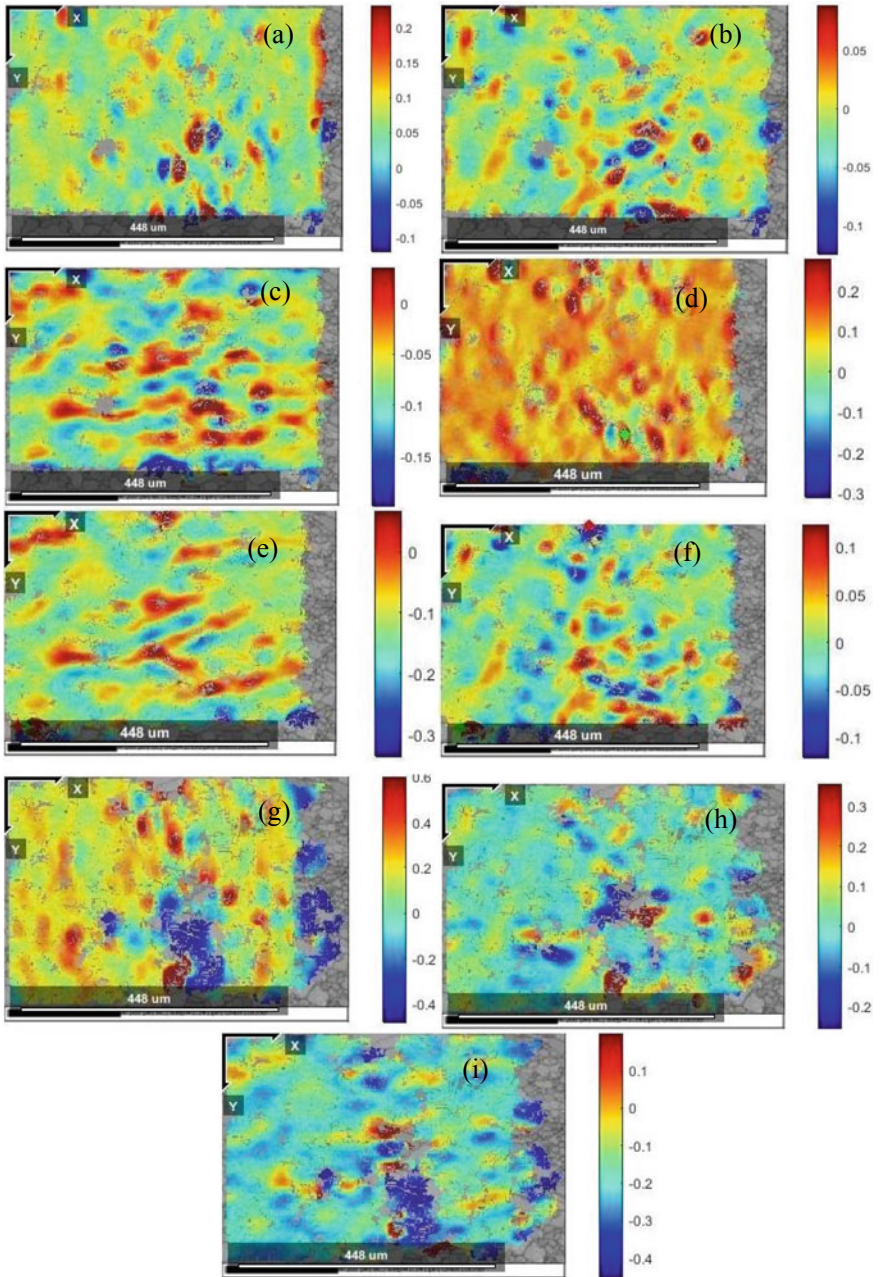 X
(a)
Y
448 um
0.2
0.15
0.1
0.05
0
-0.05
-0.1
X
(b)
Y
448 um
0.05
0
-0.05
-0.1
X
(c)
Y
448 um
0
-0.05
-0.1
-0.15
X
(d)
Y
448 um
0.2
0.1
0
-0.1
-0.2
-0.3
X
(e)
Y
448 um
0
-0.1
-0.2
-0.3
X
(f)
Y
448 um
0.1
0.05
0
-0.05
-0.1
X
(g)
Y
448 um
0.6
0.4
0.2
0
-0.2
-0.4
X
(h)
Y
448 um
0.3
0.2
0.1
0
-0.1
-0.2
X
(i)
Y
448 um
0.1
0
-0.1
-0.2
-0.3
-0.4